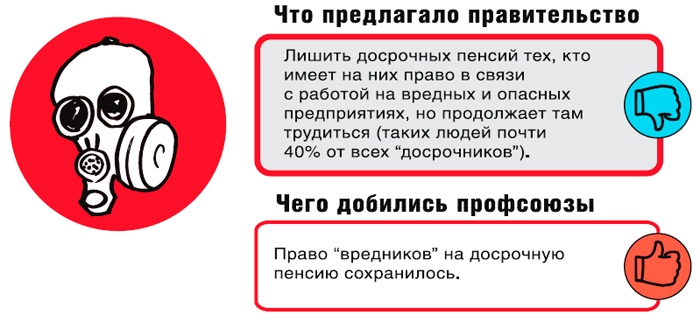 Что предлагало правительство
Лишить досрочных пенсий тех, кто
имеет на них право в связи
с работой на вредных и опасных
предприятиях, но продолжает там
трудиться (таких людей почти
40% от всех “досрочников”).
Чего добились профсоюзы
Право “вредников” на досрочную
пенсию сохранилось.